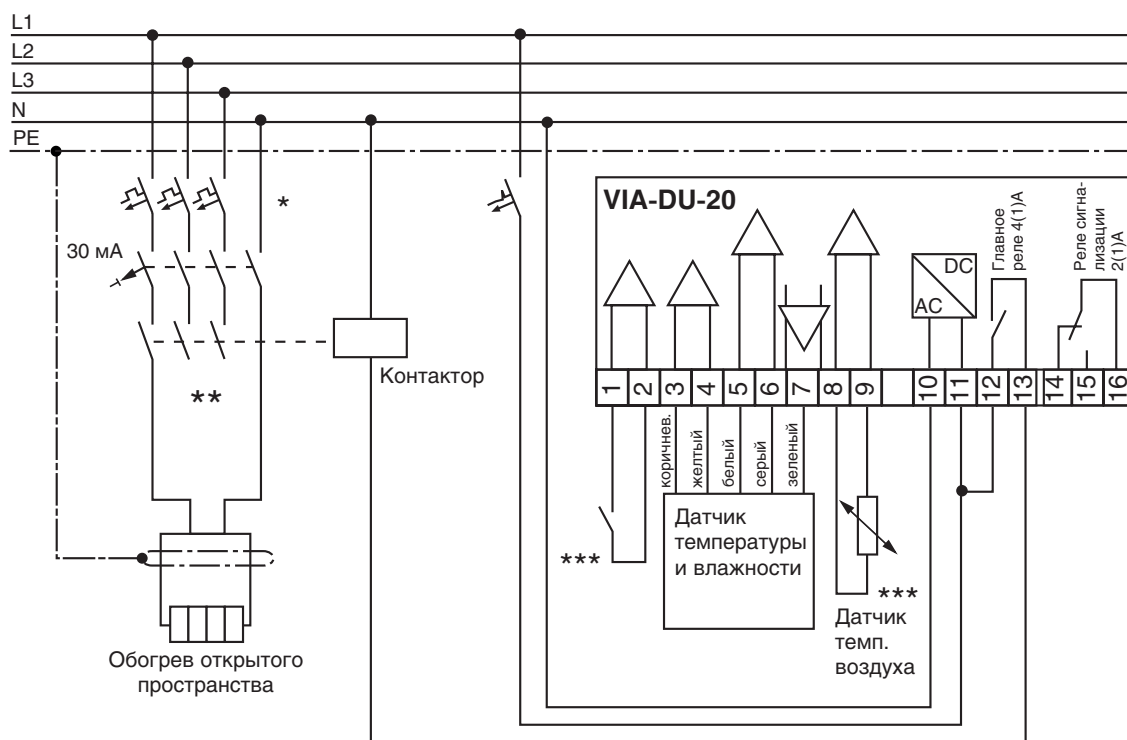 L1
L2
L3
N
PE
*
30 мА
VIA-DU-20
DC
AC
Главное
реле 4(1)А
Реле сигна-
лизации
2(1)А
Контактор
**
1
2
3
4
5
6
7
8
9
10
11
12
13
14
15
16
коричнев.
желтый
белый
серый
зеленый
***
Датчик
температуры
и влажности
***
Датчик
темп.
воздуха
Обогрев открытого
пространства